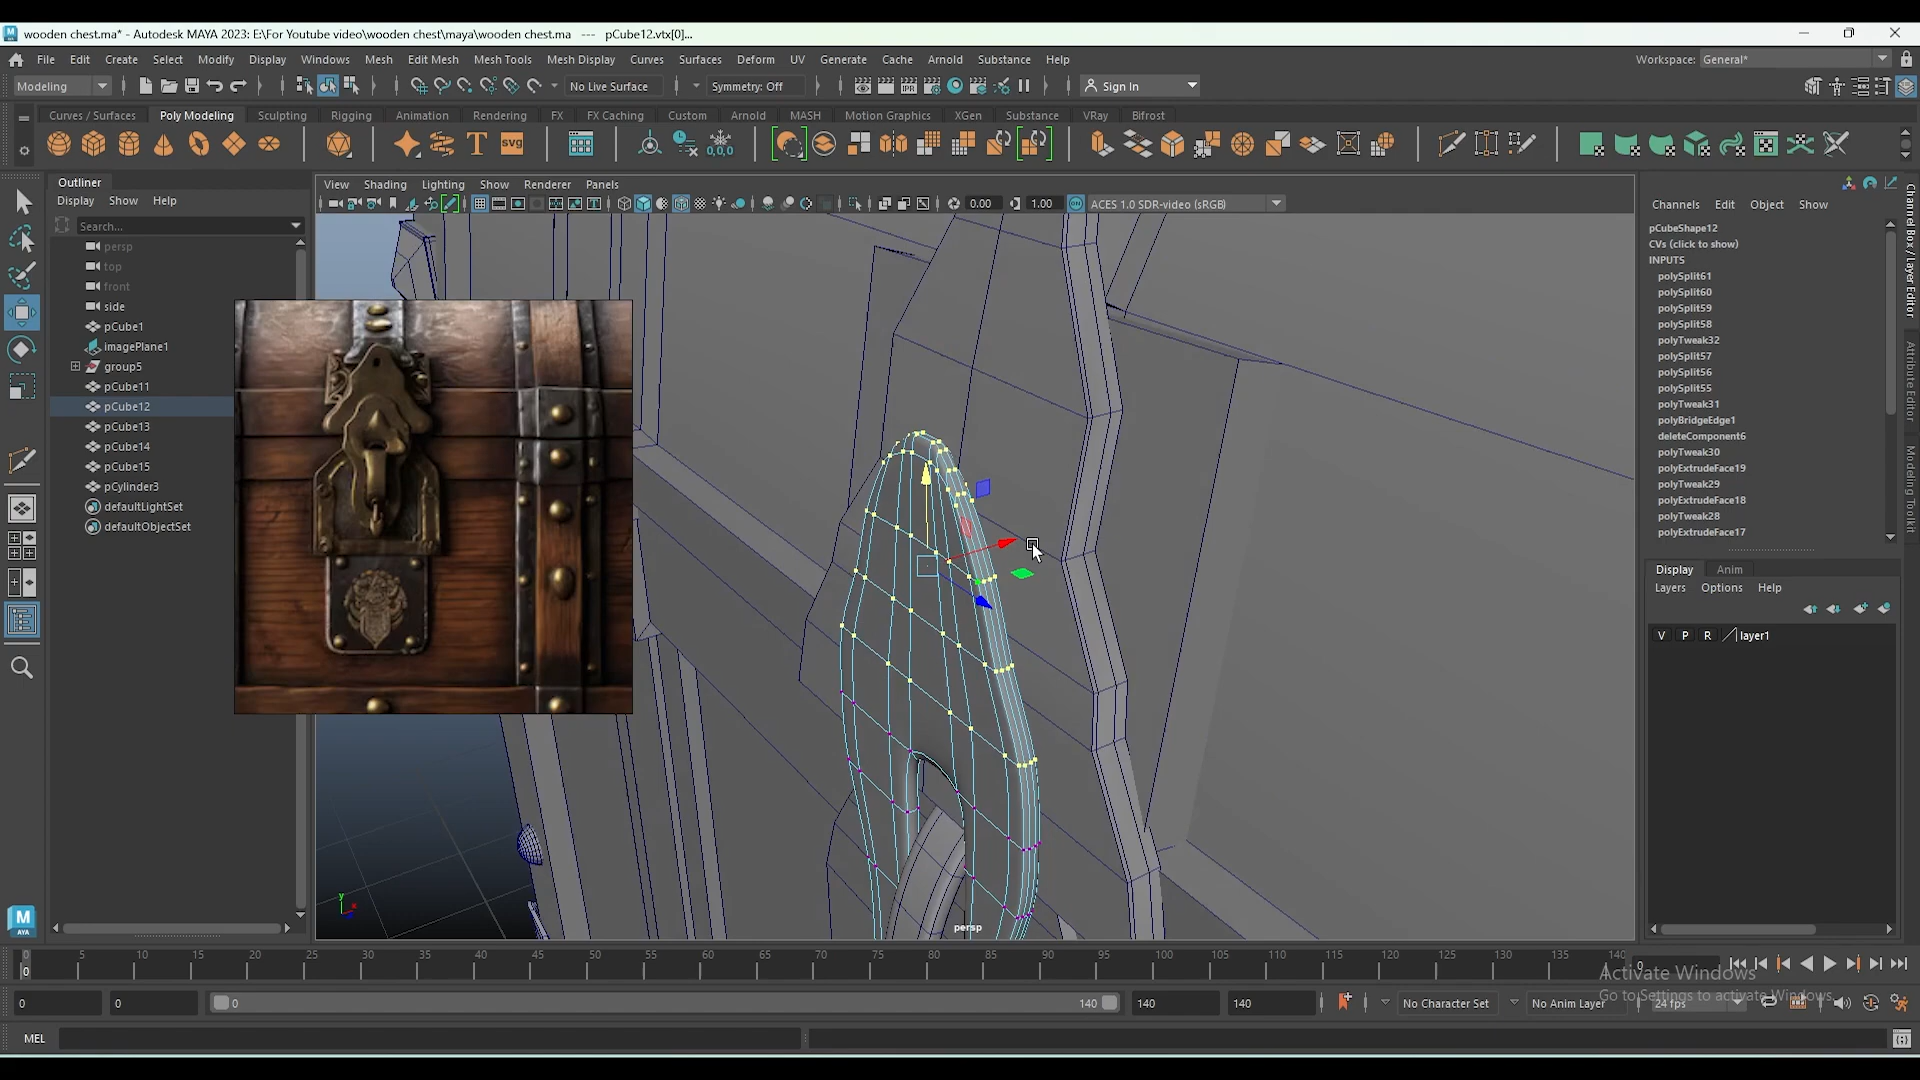 wooden chest.ma* - Autodesk MAYA 2023: E:\For Youtube video\wooden chest\maya\wooden chest.ma --- pCube12.vtx[0]...
File Edit Create Select Modify Display Windows Mesh Edit Mesh Mesh Tools Mesh Display Curves Surfaces Deform UV Generate Cache Arnold Substance Help
Workspace: General*
Modeling
No Live Surface
Symmetry: Off
Sign In
Curves / Surfaces Poly Modeling Sculpting Rigging Animation Rendering FX FX Caching Custom Arnold MASH Motion Graphics XGen Substance VRay Bifrost
Outliner
Display Show Help
Search...
persp
top
front
side
pCube1
imagePlane1
group5
pCube11
pCube12
pCube13
pCube14
pCube15
pCylinder3
defaultLightSet
defaultObjectSet
View Shading Lighting Show Renderer Panels
0.00
1.00
ACES 1.0 SDR-video (sRGB)
persp
Channels Edit Object Show
pCubeShape12
CVs (click to show)
INPUTS
polySplit61
polySplit60
polySplit59
polySplit58
polyTweak32
polySplit57
polySplit56
polySplit55
polyTweak31
polyBridgeEdge1
deleteComponent6
polyTweak30
polyExtrudeFace19
polyTweak29
polyExtrudeFace18
polyTweak28
polyExtrudeFace17
Display Anim
Layers Options Help
V P R layer1
Channel Box / Layer Editor
Attribute Editor
Modeling Toolkit
0 5 10 15 20 25 30 35 40 45 50 55 60 65 70 75 80 85 90 95 100 105 110 115 120 125 130 135 140
0
0
0 0 0 140 140 140
No Character Set
No Anim Layer
24 fps
Activate Windows
Go to Settings to activate Windows.
MEL